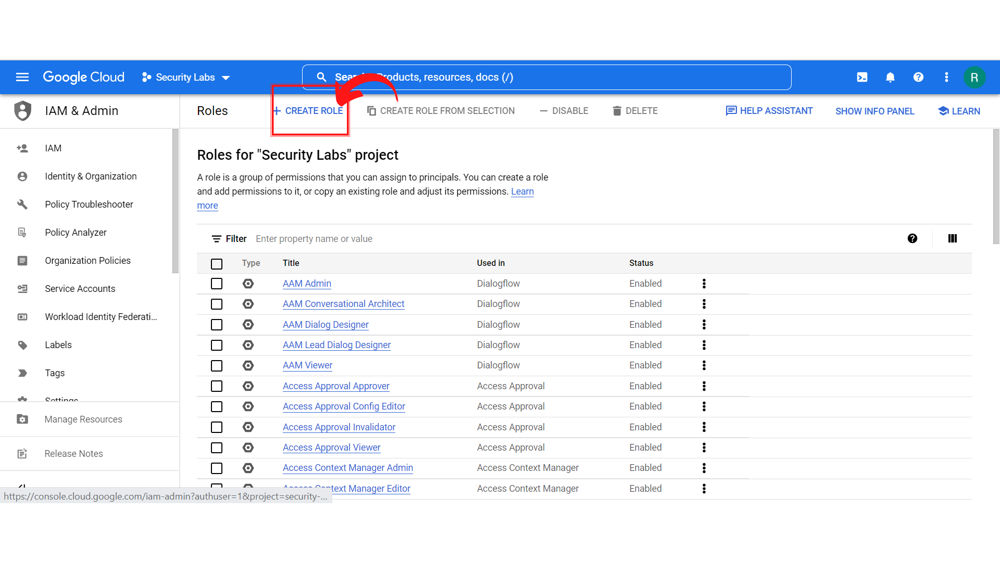 Google Cloud
Security Labs
Products, resources, docs (/)
R
IAM & Admin
Roles
CREATE ROLE
CREATE ROLE FROM SELECTION
DISABLE
DELETE
HELP ASSISTANT
SHOW INFO PANEL
LEARN
IAM
Identity & Organization
Policy Troubleshooter
Policy Analyzer
Organization Policies
Service Accounts
Workload Identity Federati...
Labels
Tags
Settings
Manage Resources
Release Notes
Roles for "Security Labs" project
A role is a group of permissions that you can assign to principals. You can create a role
and add permissions to it, or copy an existing role and adjust its permissions. Learn
more
Filter Enter property name or value
Type Title Used in Status
AAM Admin Dialogflow Enabled
AAM Conversational Architect Dialogflow Enabled
AAM Dialog Designer Dialogflow Enabled
AAM Lead Dialog Designer Dialogflow Enabled
AAM Viewer Dialogflow Enabled
Access Approval Approver Access Approval Enabled
Access Approval Config Editor Access Approval Enabled
Access Approval Invalidator Access Approval Enabled
Access Approval Viewer Access Approval Enabled
Access Context Manager Admin Access Context Manager Enabled
Context Manager Editor Access Context Manager Enabled
https://console.cloud.google.com/iam-admin?authuser=1&project=security-...